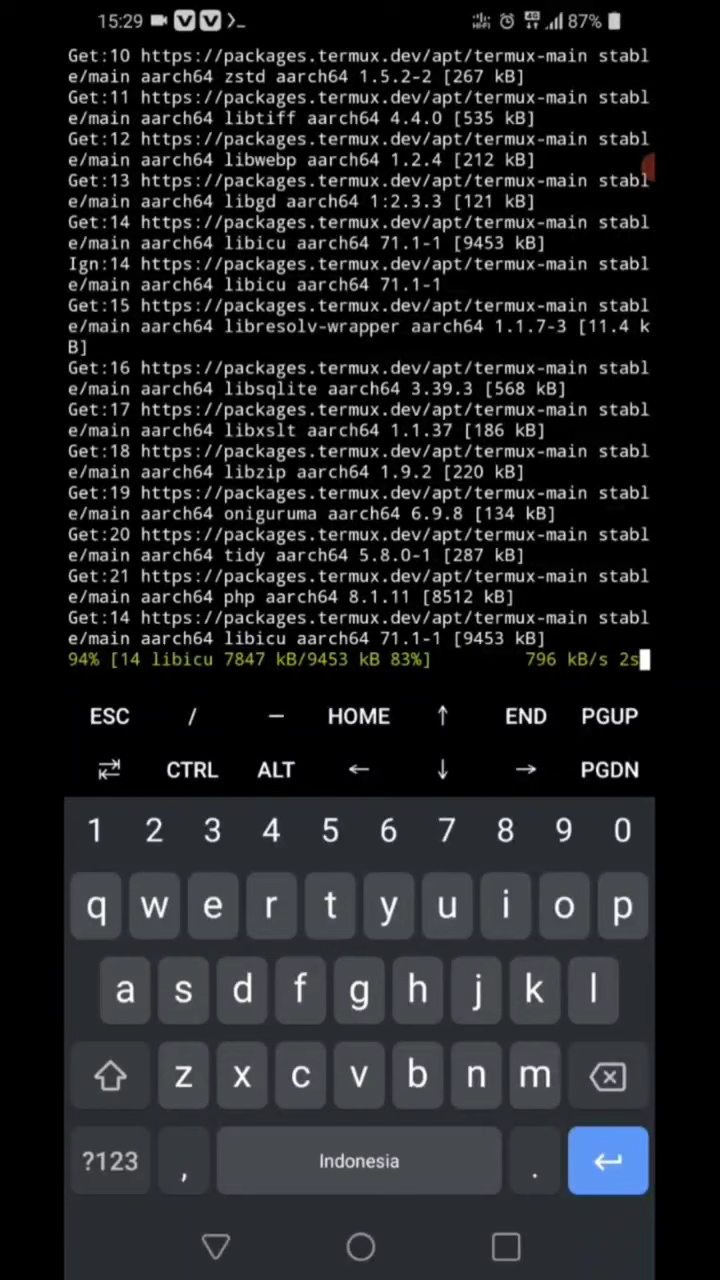 15:29 >_ 4G 87%
Get:10 https://packages.termux.dev/apt/termux-main stabl
e/main aarch64 zstd aarch64 1.5.2-2 [267 kB]
Get:11 https://packages.termux.dev/apt/termux-main stabl
e/main aarch64 libtiff aarch64 4.4.0 [535 kB]
Get:12 https://packages.termux.dev/apt/termux-main stabl
e/main aarch64 libwebp aarch64 1.2.4 [212 kB]
Get:13 https://packages.termux.dev/apt/termux-main stabl
e/main aarch64 libgd aarch64 1:2.3.3 [121 kB]
Get:14 https://packages.termux.dev/apt/termux-main stabl
e/main aarch64 libicu aarch64 71.1-1 [9453 kB]
Ign:14 https://packages.termux.dev/apt/termux-main stabl
e/main aarch64 libicu aarch64 71.1-1
Get:15 https://packages.termux.dev/apt/termux-main stabl
e/main aarch64 libresolv-wrapper aarch64 1.1.7-3 [11.4 k
B]
Get:16 https://packages.termux.dev/apt/termux-main stabl
e/main aarch64 libsqlite aarch64 3.39.3 [568 kB]
Get:17 https://packages.termux.dev/apt/termux-main stabl
e/main aarch64 libxslt aarch64 1.1.37 [186 kB]
Get:18 https://packages.termux.dev/apt/termux-main stabl
e/main aarch64 libzip aarch64 1.9.2 [220 kB]
Get:19 https://packages.termux.dev/apt/termux-main stabl
e/main aarch64 oniguruma aarch64 6.9.8 [134 kB]
Get:20 https://packages.termux.dev/apt/termux-main stabl
e/main aarch64 tidy aarch64 5.8.0-1 [287 kB]
Get:21 https://packages.termux.dev/apt/termux-main stabl
e/main aarch64 php aarch64 8.1.11 [8512 kB]
Get:14 https://packages.termux.dev/apt/termux-main stabl
e/main aarch64 libicu aarch64 71.1-1 [9453 kB]
94% [14 libicu 7847 kB/9453 kB 83%] 796 kB/s 2s
ESC / — HOME ↑ END PGUP
CTRL ALT ← ↓ → PGDN
1 2 3 4 5 6 7 8 9 0
q w e r t y u i o p
a s d f g h j k l
z x c v b n m
?123 , Indonesia .